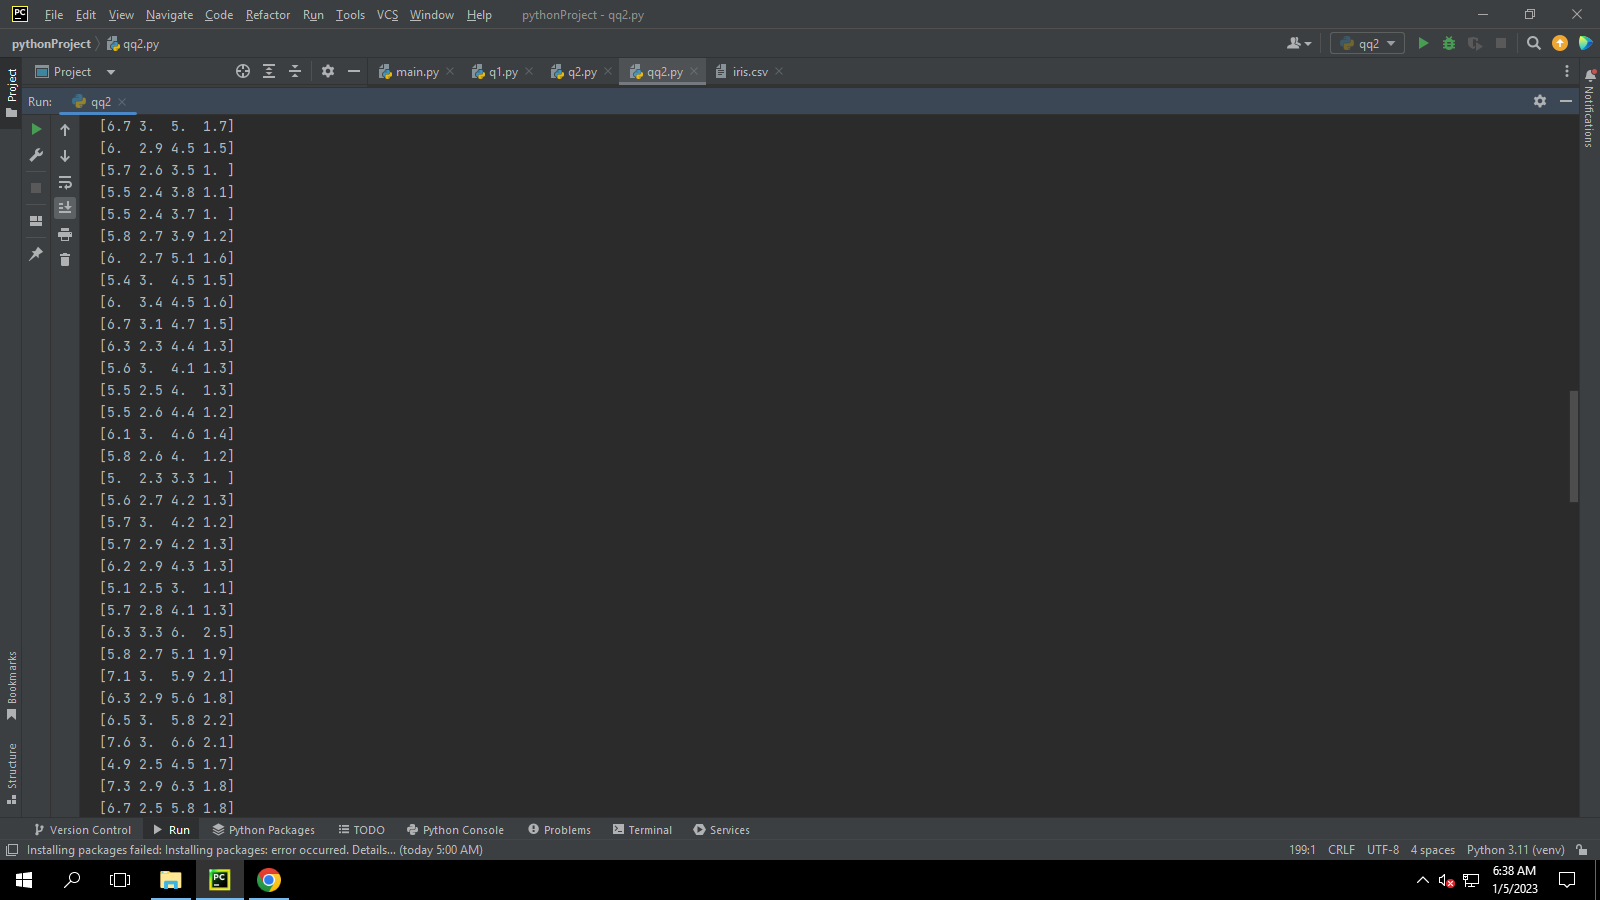 PC File Edit View Navigate Code Refactor Run Tools VCS Window Help pythonProject - qq2.py
pythonProject qq2.py qq2
Project main.py q1.py q2.py qq2.py iris.csv
Run: qq2
[6.7 3.  5.  1.7]
[6.  2.9 4.5 1.5]
[5.7 2.6 3.5 1. ]
[5.5 2.4 3.8 1.1]
[5.5 2.4 3.7 1. ]
[5.8 2.7 3.9 1.2]
[6.  2.7 5.1 1.6]
[5.4 3.  4.5 1.5]
[6.  3.4 4.5 1.6]
[6.7 3.1 4.7 1.5]
[6.3 2.3 4.4 1.3]
[5.6 3.  4.1 1.3]
[5.5 2.5 4.  1.3]
[5.5 2.6 4.4 1.2]
[6.1 3.  4.6 1.4]
[5.8 2.6 4.  1.2]
[5.  2.3 3.3 1. ]
[5.6 2.7 4.2 1.3]
[5.7 3.  4.2 1.2]
[5.7 2.9 4.2 1.3]
[6.2 2.9 4.3 1.3]
[5.1 2.5 3.  1.1]
[5.7 2.8 4.1 1.3]
[6.3 3.3 6.  2.5]
[5.8 2.7 5.1 1.9]
[7.1 3.  5.9 2.1]
[6.3 2.9 5.6 1.8]
[6.5 3.  5.8 2.2]
[7.6 3.  6.6 2.1]
[4.9 2.5 4.5 1.7]
[7.3 2.9 6.3 1.8]
[6.7 2.5 5.8 1.8]
Project
Bookmarks
Structure
Notifications
Version Control Run Python Packages TODO Python Console Problems Terminal Services
Installing packages failed: Installing packages: error occurred. Details... (today 5:00 AM) 199:1 CRLF UTF-8 4 spaces Python 3.11 (venv)
PC
6:38 AM
1/5/2023